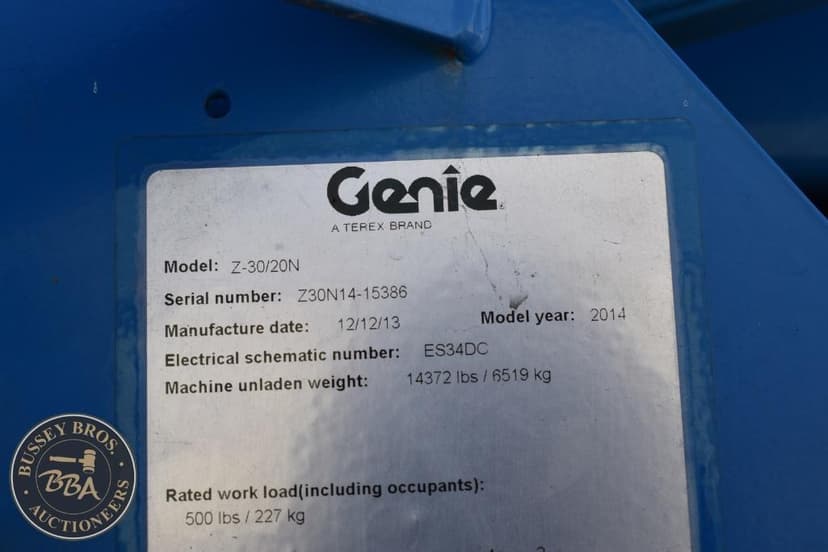 Genie
A TEREX BRAND
Model: Z-30/20N
Serial number: Z30N14-15386
Manufacture date: 12/12/13 Model year: 2014
Electrical schematic number: ES34DC
Machine unladen weight: 14372 lbs / 6519 kg
Rated work load(including occupants):
500 lbs / 227 kg
BUSSEY BROS.
BBA
AUCTIONEERS